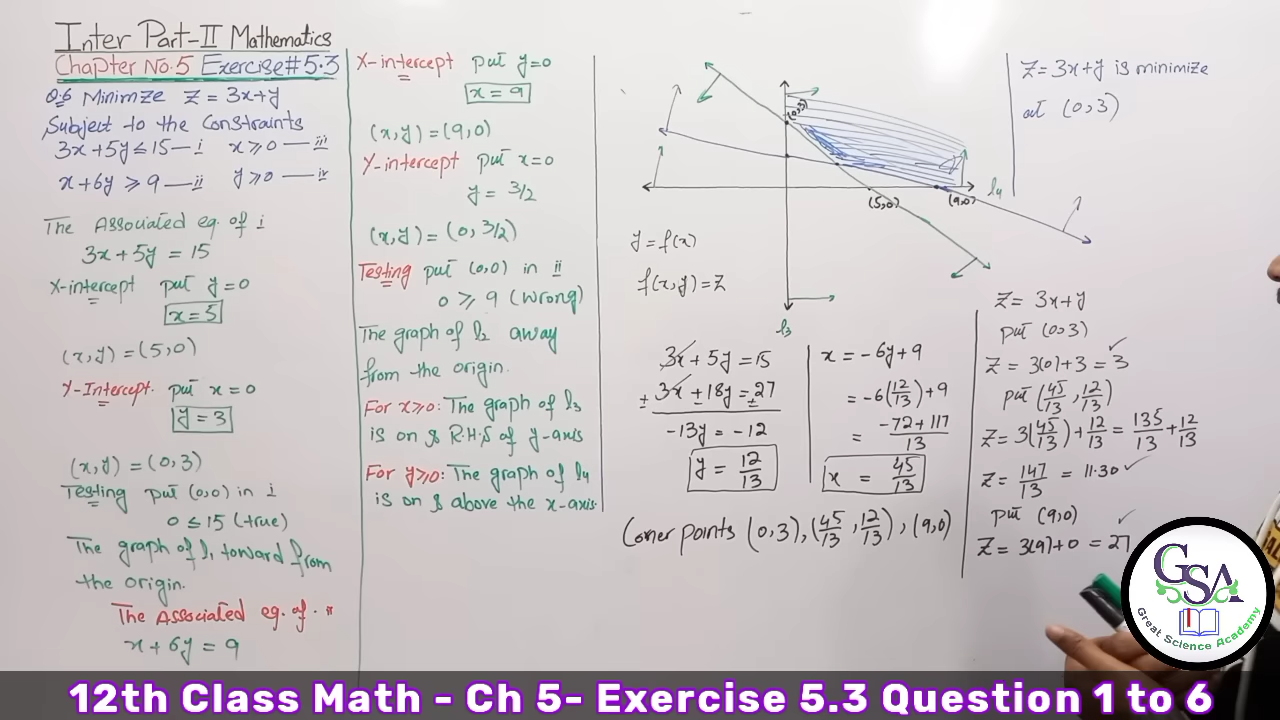 Inter Part-II Mathematics
Chapter No.5 Exercise#5.3
Q.6 Minimze Z = 3x+y
Subject to the Constraints
3x+5y ≤ 15 — i x ≥ 0 — iii
x+6y ≥ 9 — ii y ≥ 0 — iv
The Associated eq. of i
3x+5y = 15
X-intercept put y=0
x=5
(x,y) = (5,0)
Y-Intercept put x=0
y=3
(x,y) = (0,3)
Testing put (0,0) in i
0 ≤ 15 (true)
The graph of l₁ toward from
the origin.
The Associated eq. of ii
x+6y = 9
X-intercept put y=0
x = 9
(x,y) = (9,0)
Y-intercept put x=0
y = 3/2
(x,y) = (0, 3/2)
Testing put (0,0) in ii
0 ≥ 9 (wrong)
The graph of l₂ away
from the origin.
For x≥0: The graph of l₃
is on R.H.S of y-axis
For y≥0: The graph of l₄
is on above the x-axis.
(0,3)
(5,0)
(9,0)
l₄
l₃
y = f(x)
f(x,y) = Z
3x + 5y = 15
± 3x ± 18y = ± 27
-13y = -12
y = 12/13
x = -6y+9
= -6(12/13)+9
= -72+117/13
x = 45/13
Corner points (0,3), (45/13, 12/13), (9,0)
Z = 3x+y is minimize
at (0,3)
Z = 3x+y
put (0,3)
Z = 3(0)+3 = 3
put (45/13, 12/13)
Z = 3(45/13)+12/13 = 135/13 + 12/13
Z = 147/13 = 11.30
put (9,0)
Z = 3(9)+0 = 27
GSA
Great Science Academy
12th Class Math - Ch 5- Exercise 5.3 Question 1 to 6